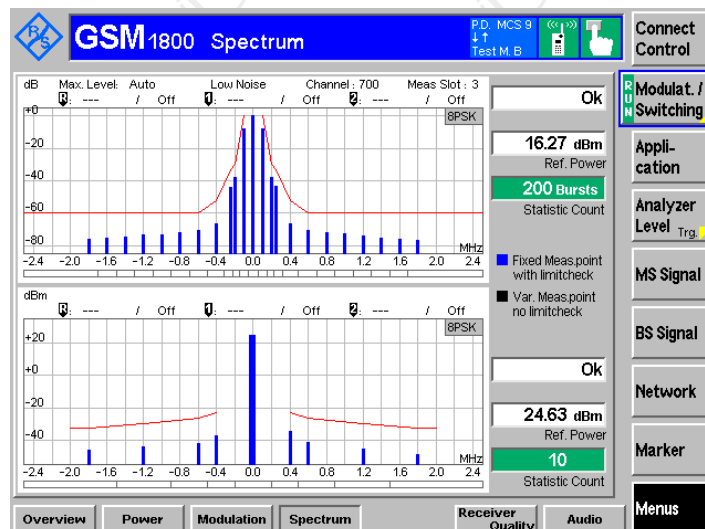 GSM 1800 Spectrum
P.D. MCS 9
Test M. B
R&S
Connect Control
dB Max. Level: Auto Low Noise Channel : 700 Meas Slot : 3
R: --- / Off 1: --- / Off 2: --- / Off
8PSK
+0
-20
-40
-60
-80
MHz
-2.4 -2.0 -1.6 -1.2 -0.8 -0.4 0.0 0.4 0.8 1.2 1.6 2.0 2.4
Ok
16.27 dBm
Ref. Power
200 Bursts
Statistic Count
Fixed Meas.point
with limitcheck
Var. Meas.point
no limitcheck
dBm
R: --- / Off 1: --- / Off 2: --- / Off
8PSK
+20
+0
-20
-40
MHz
-2.4 -2.0 -1.6 -1.2 -0.8 -0.4 0.0 0.4 0.8 1.2 1.6 2.0 2.4
Ok
24.63 dBm
Ref. Power
10
Statistic Count
RUN
Modulat. /
Switching
Appli-
cation
Analyzer
Level Trg.
MS Signal
BS Signal
Network
Marker
Menus
Overview Power Modulation Spectrum Receiver Quality Audio